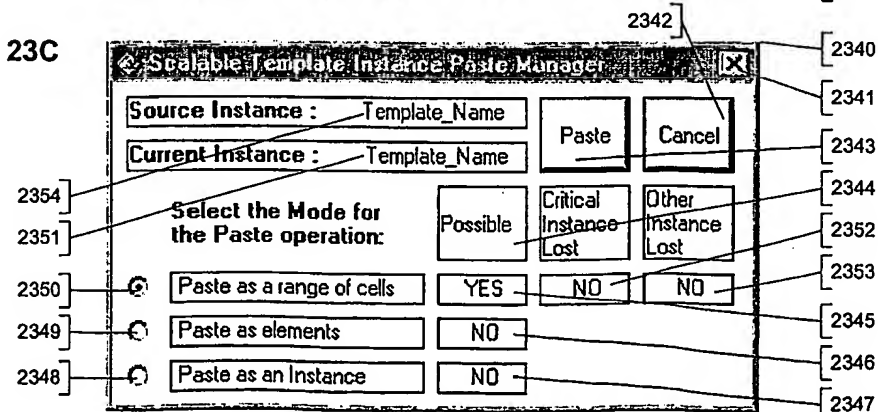 2342
23C
2340
Scalable Template Instance Paste Manager
2341
Source Instance : Template_Name
Paste
Cancel
2343
Current Instance : Template_Name
2344
2354
Select the Mode for
the Paste operation:
Possible
Critical
Instance
Lost
Other
Instance
Lost
2352
2351
2353
2350
Paste as a range of cells
YES
NO
NO
2345
2349
Paste as elements
NO
2346
2348
Paste as an Instance
NO
2347